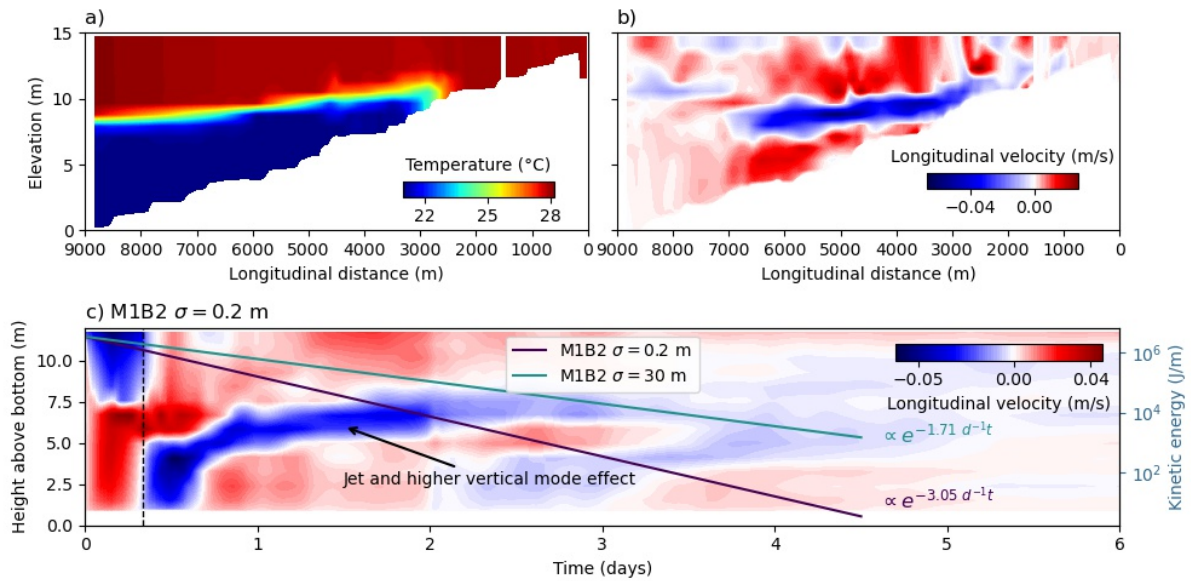 a)
b)
15
10
5
0
Elevation (m)
Temperature (°C)
22 25 28
9000 8000 7000 6000 5000 4000 3000 2000 1000 0
Longitudinal distance (m)
Longitudinal velocity (m/s)
−0.04 0.00
9000 8000 7000 6000 5000 4000 3000 2000 1000 0
Longitudinal distance (m)
c) M1B2 σ = 0.2 m
10.0
7.5
5.0
2.5
0.0
Height above bottom (m)
M1B2 σ = 0.2 m
M1B2 σ = 30 m
−0.05 0.00 0.04
Longitudinal velocity (m/s)
∝ e^{−1.71 d^{−1}t}
Jet and higher vertical mode effect
∝ e^{−3.05 d^{−1}t}
10^6
10^4
10^2
Kinetic energy (J/m)
0 1 2 3 4 5 6
Time (days)